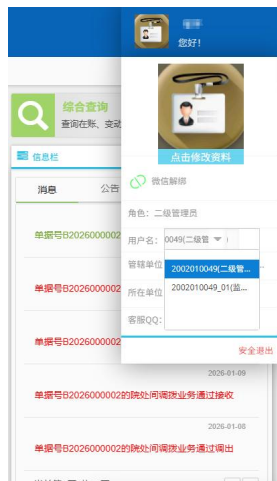 您好！
综合查询
查询在账、变动
点击修改资料
信息栏
微信解绑
消息
公告
角色：二级管理员
用户名：
0049(二级管
管辖单位
2002010049(二级管...
所在单位
2002010049_01(监...
客服QQ：
单据号B2026000002
单据号B2026000002
单据号B2026000002
安全退出
2026-01-09
单据号B2026000002的院处间调拨业务通过接收
2026-01-08
单据号B2026000002的院处间调拨业务通过调出